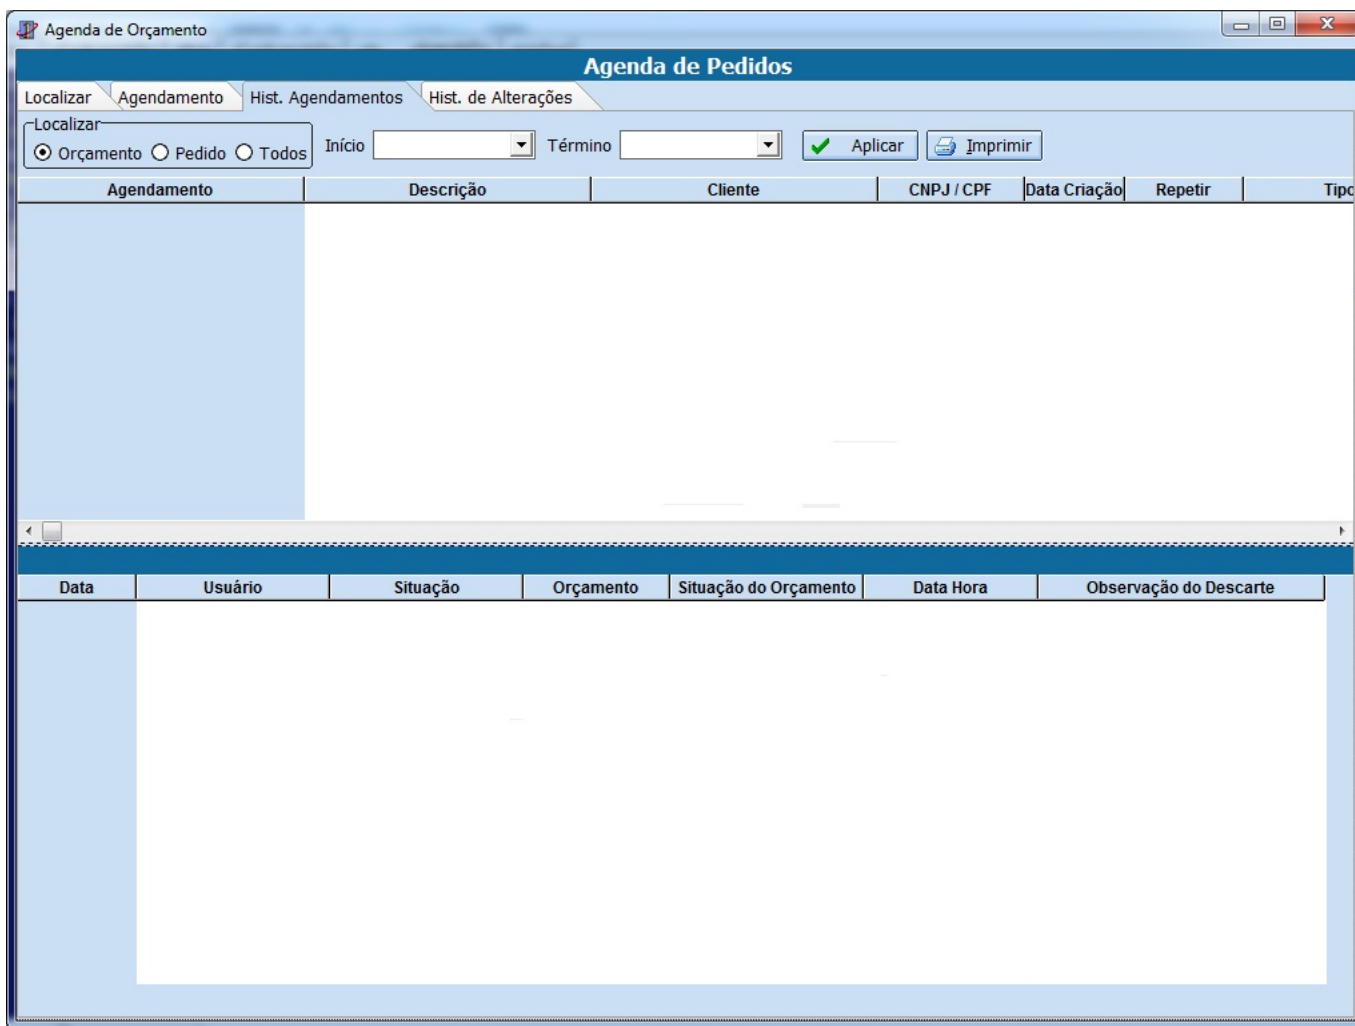 Agenda de Orçamento
Agenda de Pedidos
Localizar Agendamento Hist. Agendamentos Hist. de Alterações
Localizar
Orçamento Pedido Todos Início Término Aplicar Imprimir
Agendamento Descrição Cliente CNPJ / CPF Data Criação Repetir Tipo
Data Usuário Situação Orçamento Situação do Orçamento Data Hora Observação do Descarte